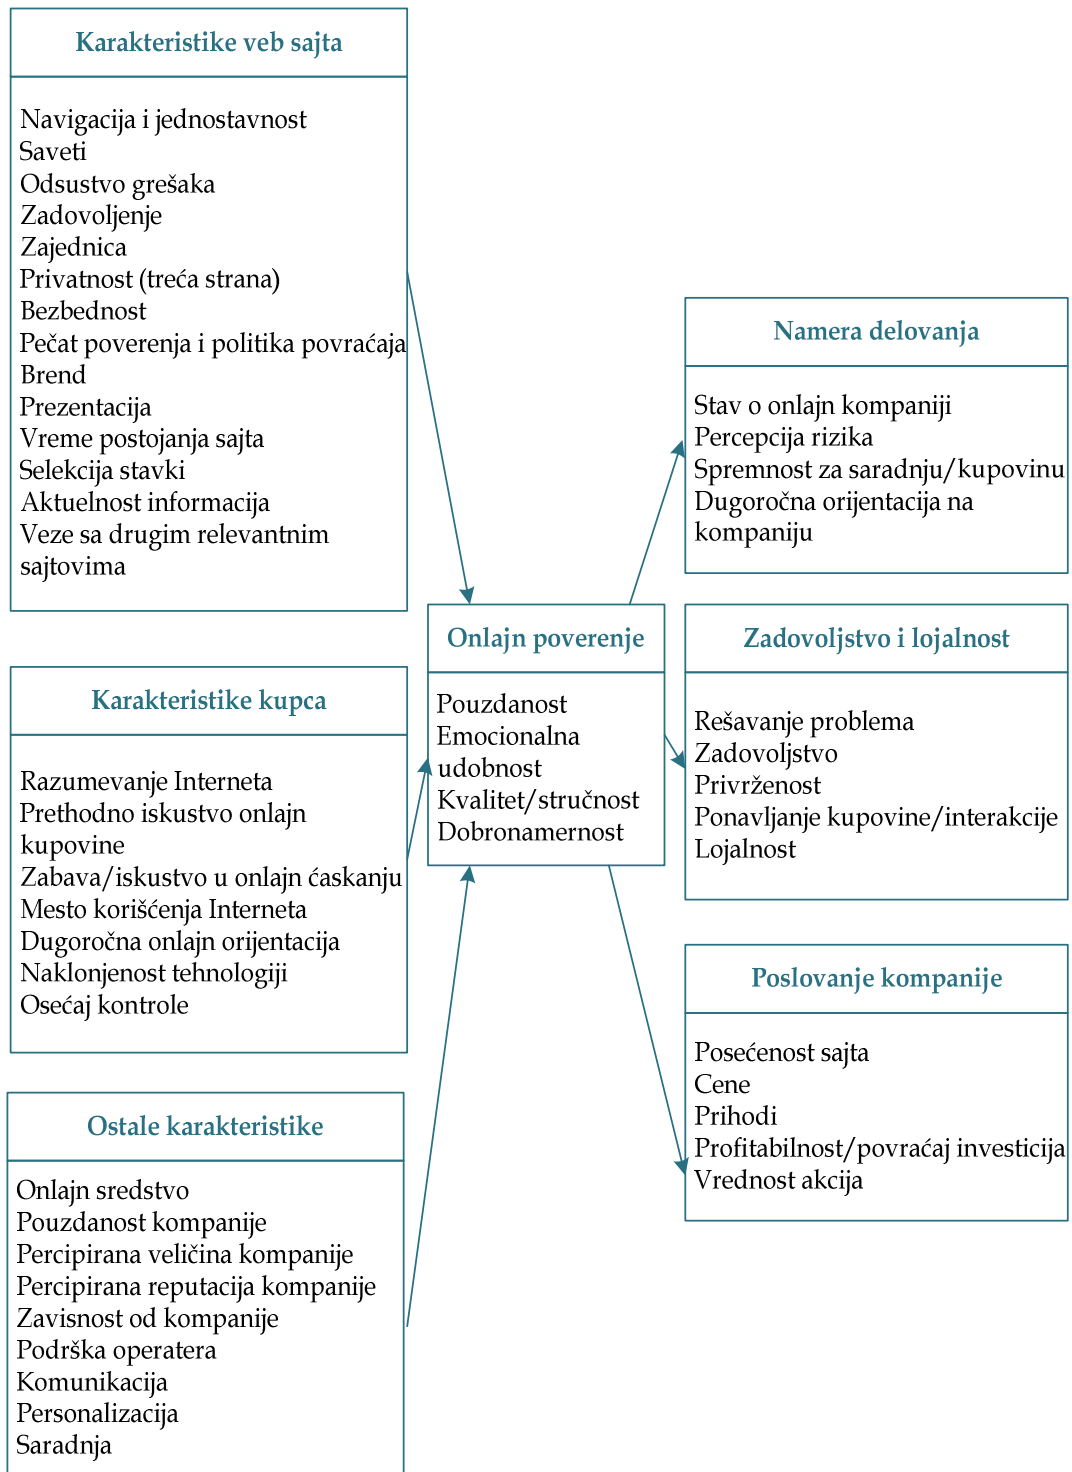 Karakteristike veb sajta
Navigacija i jednostavnost
Saveti
Odsustvo grešaka
Zadovoljenje
Zajednica
Privatnost (treća strana)
Bezbednost
Pečat poverenja i politika povraćaja
Brend
Prezentacija
Vreme postojanja sajta
Selekcija stavki
Aktuelnost informacija
Veze sa drugim relevantnim
sajtovima
Karakteristike kupca
Razumevanje Interneta
Prethodno iskustvo onlajn
kupovine
Zabava/iskustvo u onlajn ćaskanju
Mesto korišćenja Interneta
Dugoročna onlajn orijentacija
Naklonjenost tehnologiji
Osećaj kontrole
Ostale karakteristike
Onlajn sredstvo
Pouzdanost kompanije
Percipirana veličina kompanije
Percipirana reputacija kompanije
Zavisnost od kompanije
Podrška operatera
Komunikacija
Personalizacija
Saradnja
Onlajn poverenje
Pouzdanost
Emocionalna
udobnost
Kvalitet/stručnost
Dobronamernost
Namera delovanja
Stav o onlajn kompaniji
Percepcija rizika
Spremnost za saradnju/kupovinu
Dugoročna orijentacija na
kompaniju
Zadovoljstvo i lojalnost
Rešavanje problema
Zadovoljstvo
Privrženost
Ponavljanje kupovine/interakcije
Lojalnost
Poslovanje kompanije
Posećenost sajta
Cene
Prihodi
Profitabilnost/povraćaj investicija
Vrednost akcija